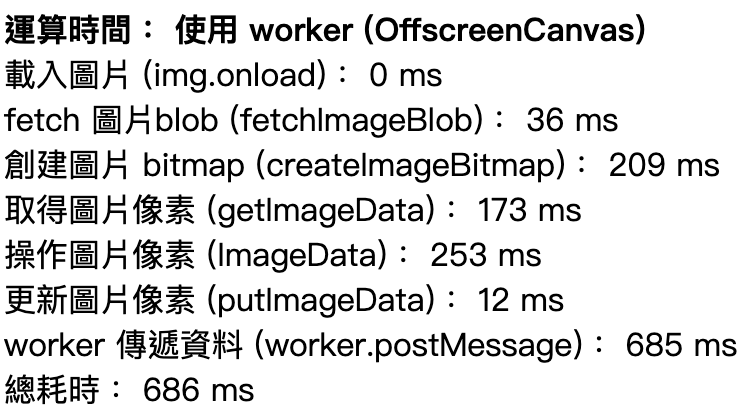 運算時間： 使用 worker (OffscreenCanvas)
載入圖片 (img.onload)： 0 ms
fetch 圖片blob (fetchImageBlob)： 36 ms
創建圖片 bitmap (createImageBitmap)： 209 ms
取得圖片像素 (getImageData)： 173 ms
操作圖片像素 (ImageData)： 253 ms
更新圖片像素 (putImageData)： 12 ms
worker 傳遞資料 (worker.postMessage)： 685 ms
總耗時： 686 ms